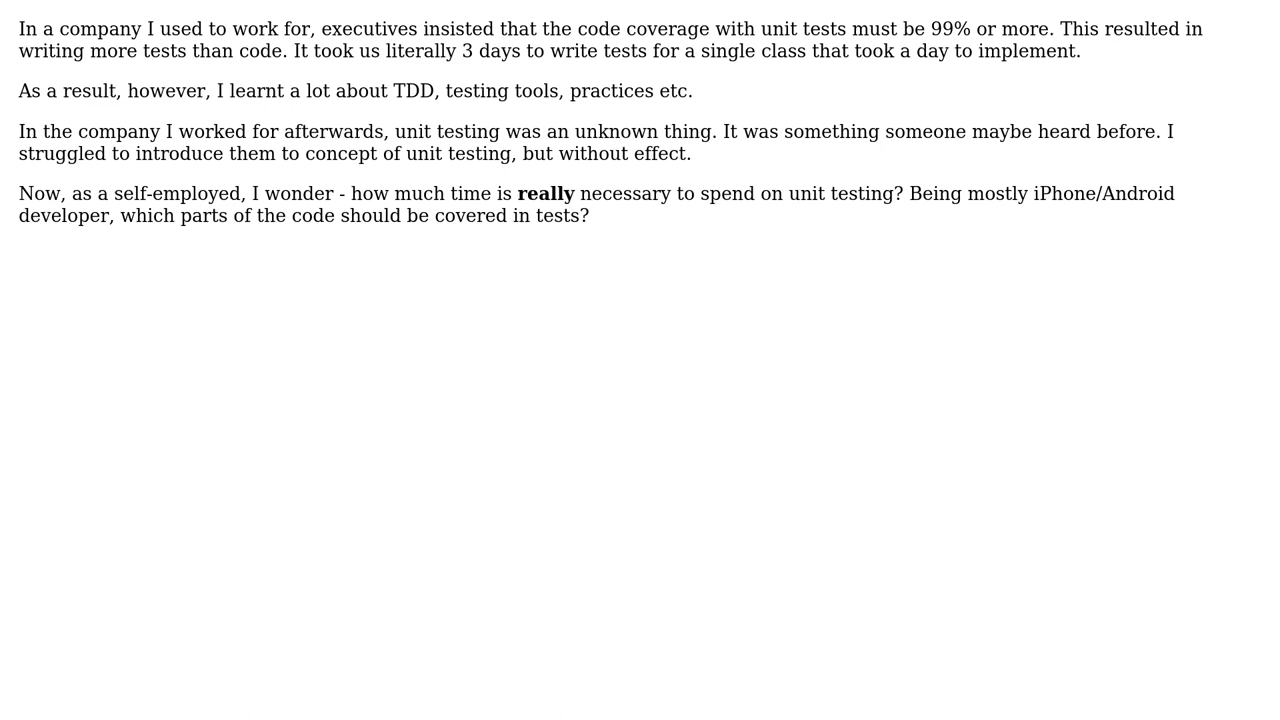 In a company I used to work for, executives insisted that the code coverage with unit tests must be 99% or more. This resulted in
writing more tests than code. It took us literally 3 days to write tests for a single class that took a day to implement.
As a result, however, I learnt a lot about TDD, testing tools, practices etc.
In the company I worked for afterwards, unit testing was an unknown thing. It was something someone maybe heard before. I
struggled to introduce them to concept of unit testing, but without effect.
Now, as a self-employed, I wonder - how much time is really necessary to spend on unit testing? Being mostly iPhone/Android
developer, which parts of the code should be covered in tests?